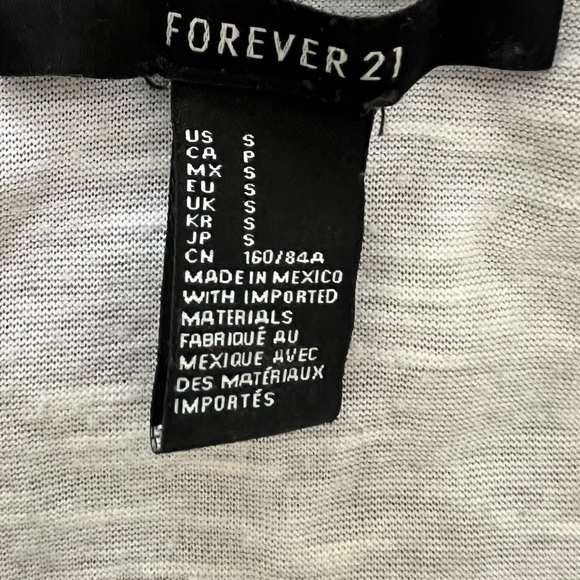 FOREVER 21
US S
CA P
MX S
EU S
UK S
KR S
JP S
CN 160/84A
MADE IN MEXICO
WITH IMPORTED
MATERIALS
FABRIQUÉ AU
MEXIQUE AVEC
DES MATÉRIAUX
IMPORTÉS